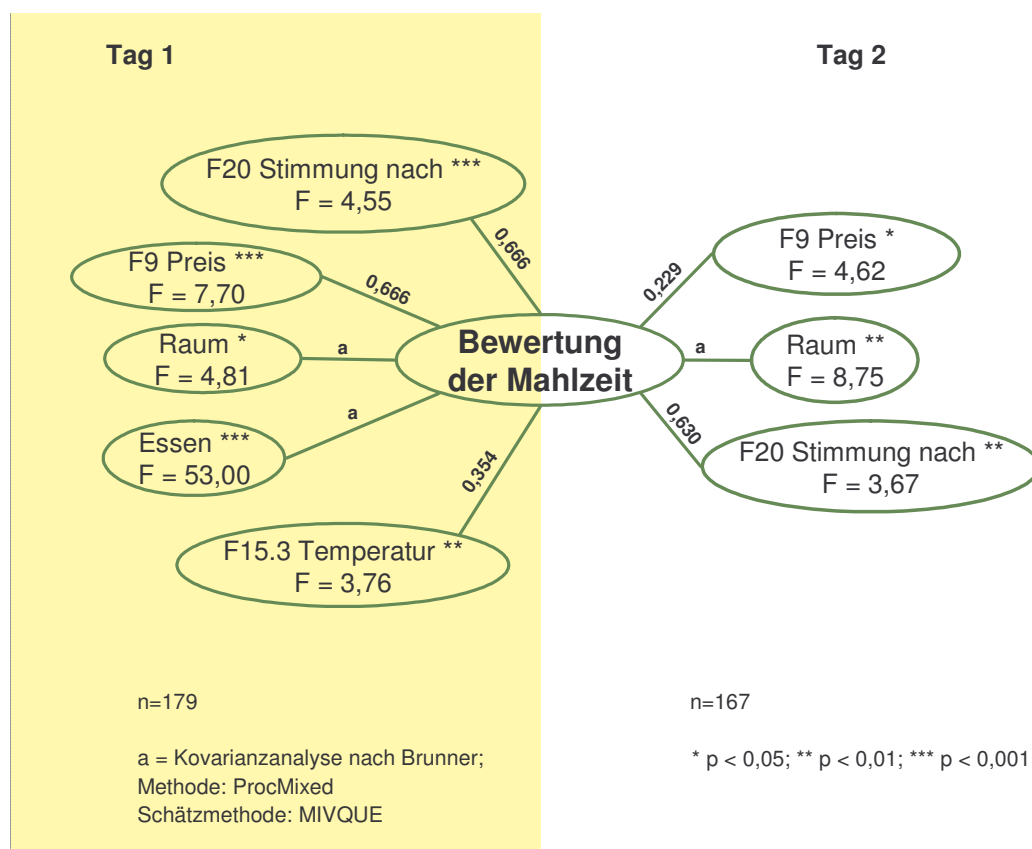 Tag 1
Tag 2
F20 Stimmung nach ***
F = 4,55
0,666
F9 Preis ***
F = 7,70
0,666
Raum *
F = 4,81
a
Essen ***
F = 53,00
a
F15.3 Temperatur **
F = 3,76
0,354
Bewertung
der Mahlzeit
F9 Preis *
F = 4,62
0,229
Raum **
F = 8,75
a
F20 Stimmung nach **
F = 3,67
0,630
n=179
a = Kovarianzanalyse nach Brunner;
Methode: ProcMixed
Schätzmethode: MIVQUE
n=167
* p < 0,05; ** p < 0,01; *** p < 0,001